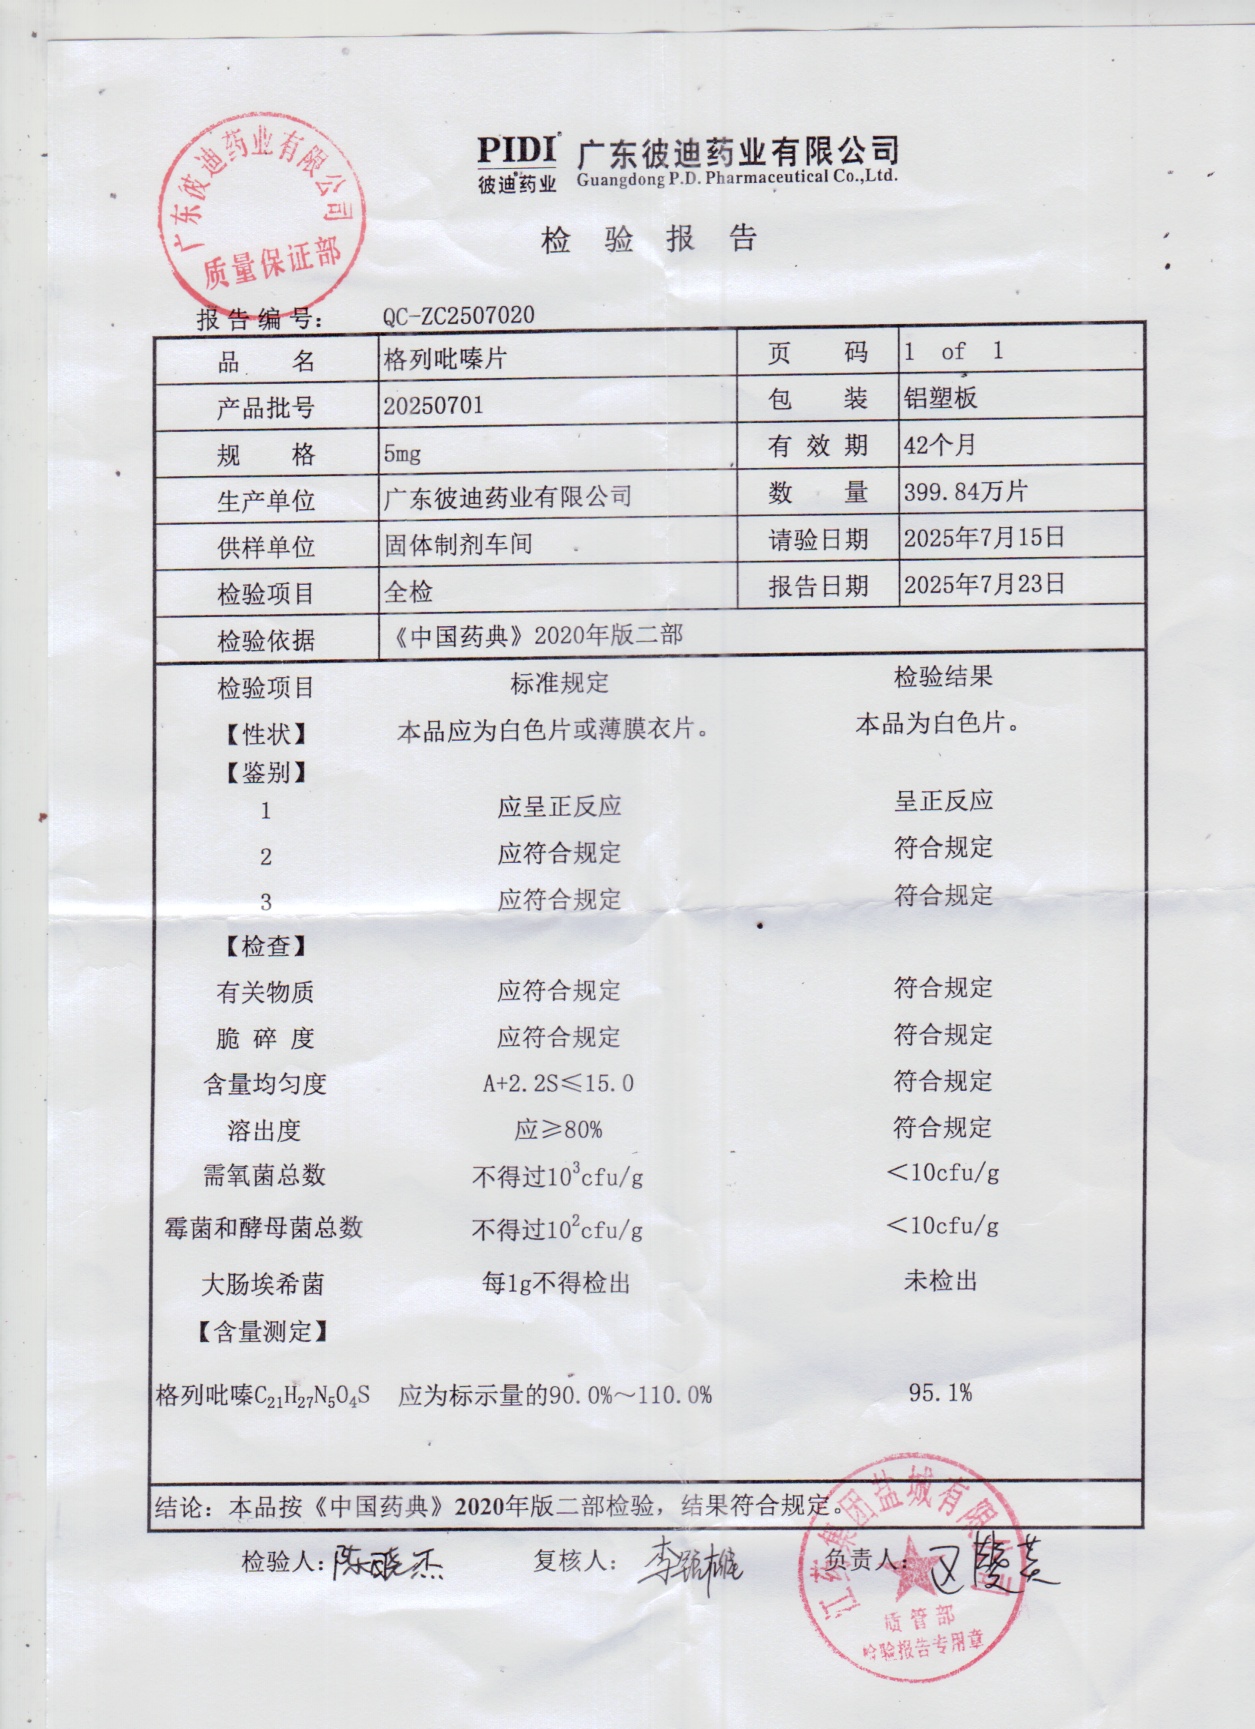 广东彼迪药业有限公司
质量保证部
PIDI 广东彼迪药业有限公司
彼迪药业 Guangdong P.D. Pharmaceutical Co.,Ltd.
检 验 报 告
报告编号： QC-ZC2507020
品 名 格列吡嗪片 页 码 1 of 1
产品批号 20250701 包 装 铝塑板
规 格 5mg 有 效 期 42个月
生产单位 广东彼迪药业有限公司 数 量 399.84万片
供样单位 固体制剂车间 请验日期 2025年7月15日
检验项目 全检 报告日期 2025年7月23日
检验依据 《中国药典》2020年版二部
检验项目 标准规定 检验结果
【性状】 本品应为白色片或薄膜衣片。 本品为白色片。
【鉴别】
1 应呈正反应 呈正反应
2 应符合规定 符合规定
3 应符合规定 符合规定
【检查】
有关物质 应符合规定 符合规定
脆 碎 度 应符合规定 符合规定
含量均匀度 A+2.2S≤15.0 符合规定
溶出度 应≥80% 符合规定
需氧菌总数 不得过10³cfu/g ＜10cfu/g
霉菌和酵母菌总数 不得过10²cfu/g ＜10cfu/g
大肠埃希菌 每1g不得检出 未检出
【含量测定】
格列吡嗪C₂₁H₂₇N₅O₄S 应为标示量的90.0%～110.0% 95.1%
结论：本品按《中国药典》2020年版二部检验，结果符合规定。
检验人：陈晓杰 复核人： 负责人：
江药集团盐城有限公司
质管部
检验报告专用章